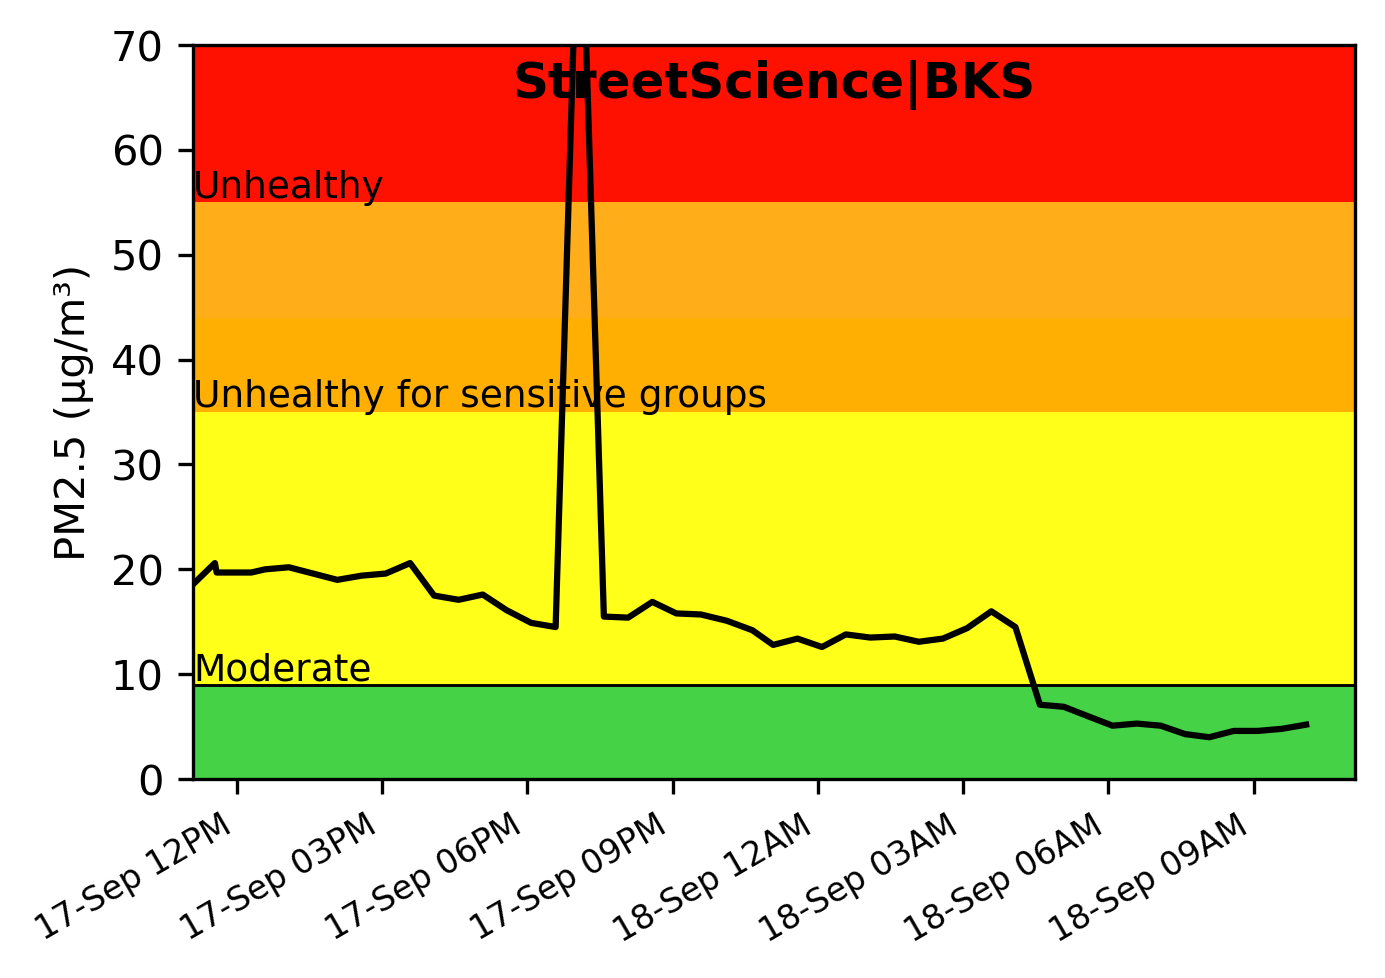 StreetScience|BKS
PM2.5 (µg/m³)
70
60
50
40
30
20
10
0
Unhealthy
Unhealthy for sensitive groups
Moderate
17-Sep 12PM
17-Sep 03PM
17-Sep 06PM
17-Sep 09PM
18-Sep 12AM
18-Sep 03AM
18-Sep 06AM
18-Sep 09AM